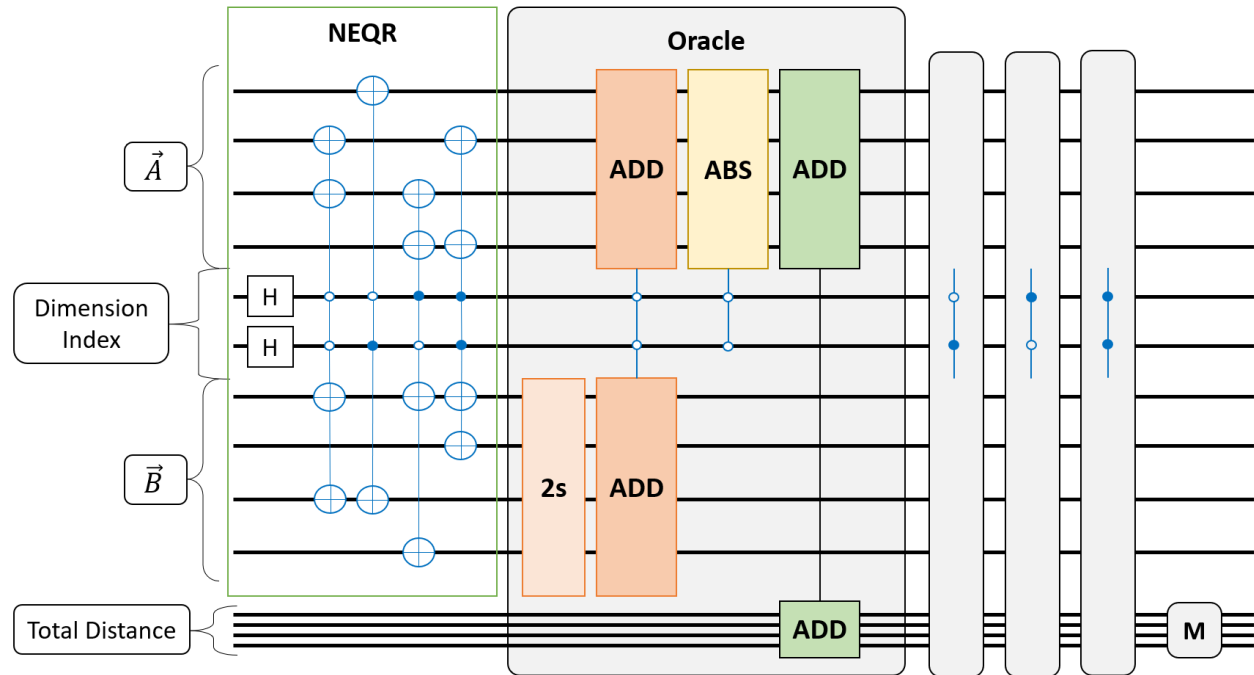 NEQR
Oracle
A⃗
ADD
ABS
ADD
Dimension
Index
H
H
B⃗
2s
ADD
Total Distance
ADD
M